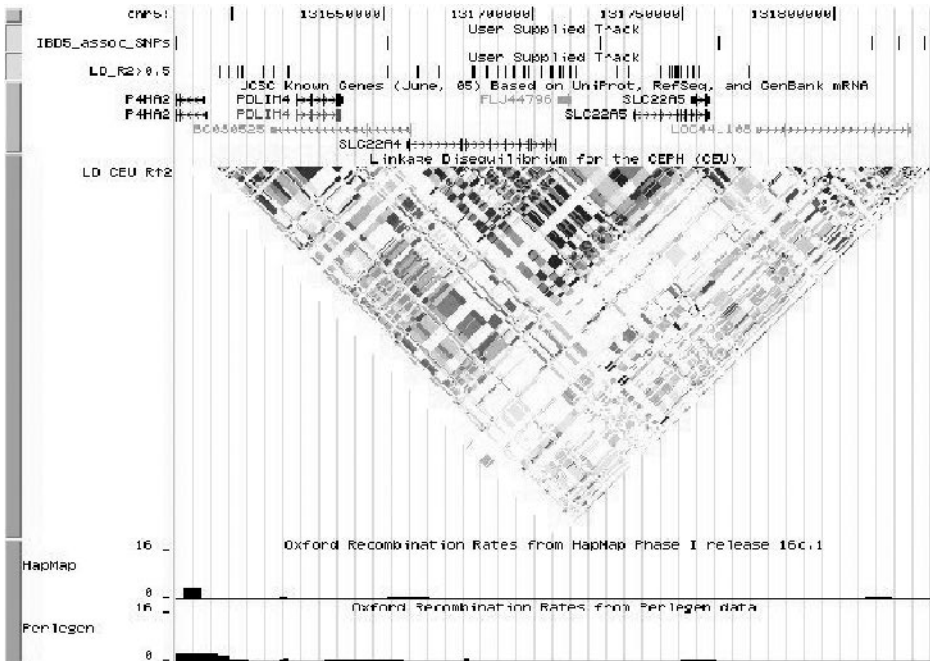 chr5: 131650000 131700000 131750000 131800000
User Supplied Track
IBD5_assoc_SNPs
User Supplied Track
LD_R2>0.5
UCSC Known Genes (June, 05) Based on UniProt, RefSeq, and GenBank mRNA
P4HA2 PDLIM4 FLJ44796 SLC22A5
P4HA2 PDLIM4 SLC22A5
BC080525
SLC22A4
Linkage Disequilibrium for the CEPH (CEU)
LD CEU R^2
16 _ Oxford Recombination Rates from HapMap Phase I release 16c.1
HapMap
0 _
16 _ Oxford Recombination Rates from Perlegen data
Perlegen
0 _